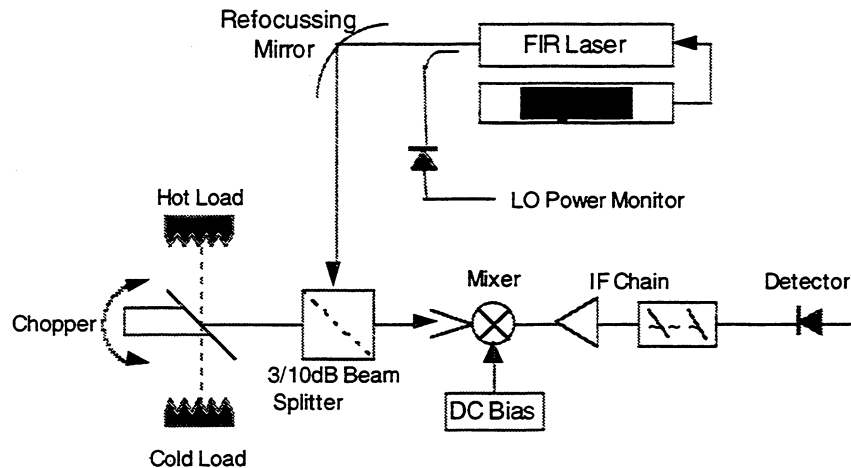 Refocussing
Mirror
FIR Laser
LO Power Monitor
Hot Load
Mixer
IF Chain
Detector
Chopper
3/10dB Beam
Splitter
DC Bias
Cold Load